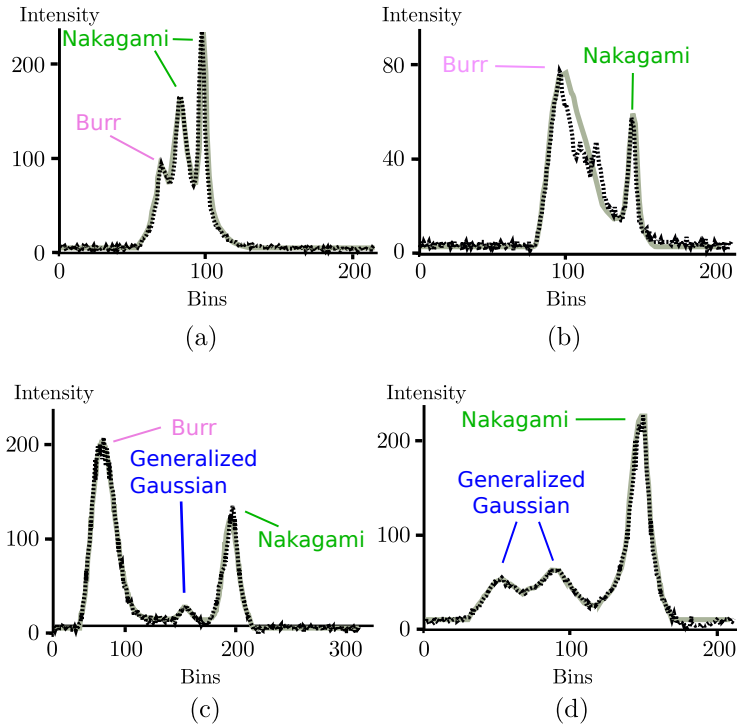 Intensity
Nakagami
200
Burr
100
0
0 100 200
Bins
(a)
Intensity
Nakagami
Burr
80
40
0
0 100 200
Bins
(b)
Intensity
Burr
200
Generalized
Gaussian
100
Nakagami
0
0 100 200 300
Bins
(c)
Intensity
Nakagami
200
Generalized
Gaussian
100
0
0 100 200
Bins
(d)